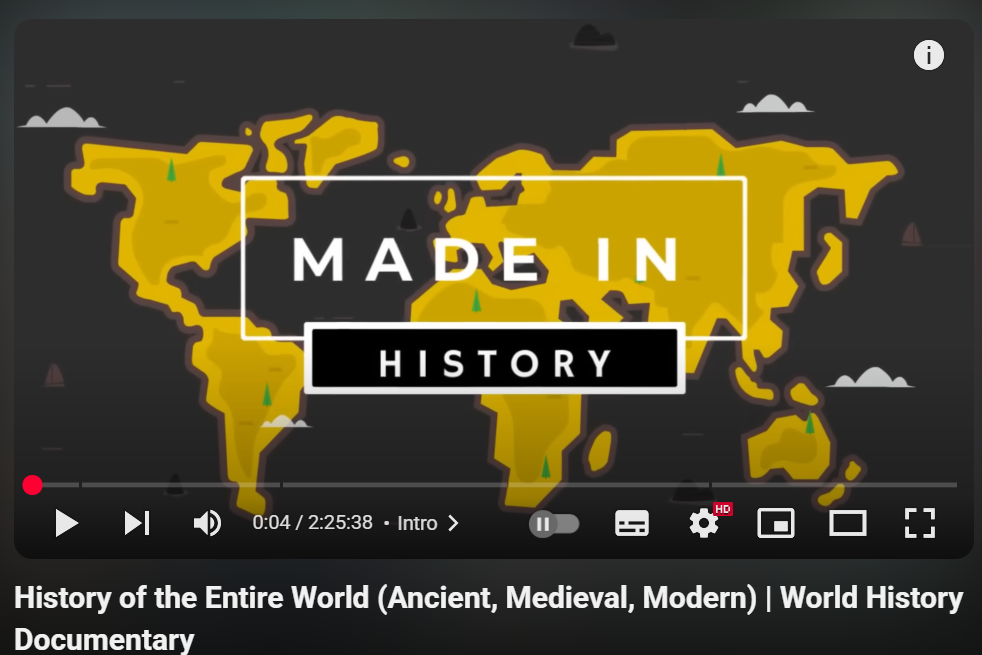 i
MADE IN
HISTORY
HD
0:04 / 2:25:38 • Intro
History of the Entire World (Ancient, Medieval, Modern) | World History
Documentary